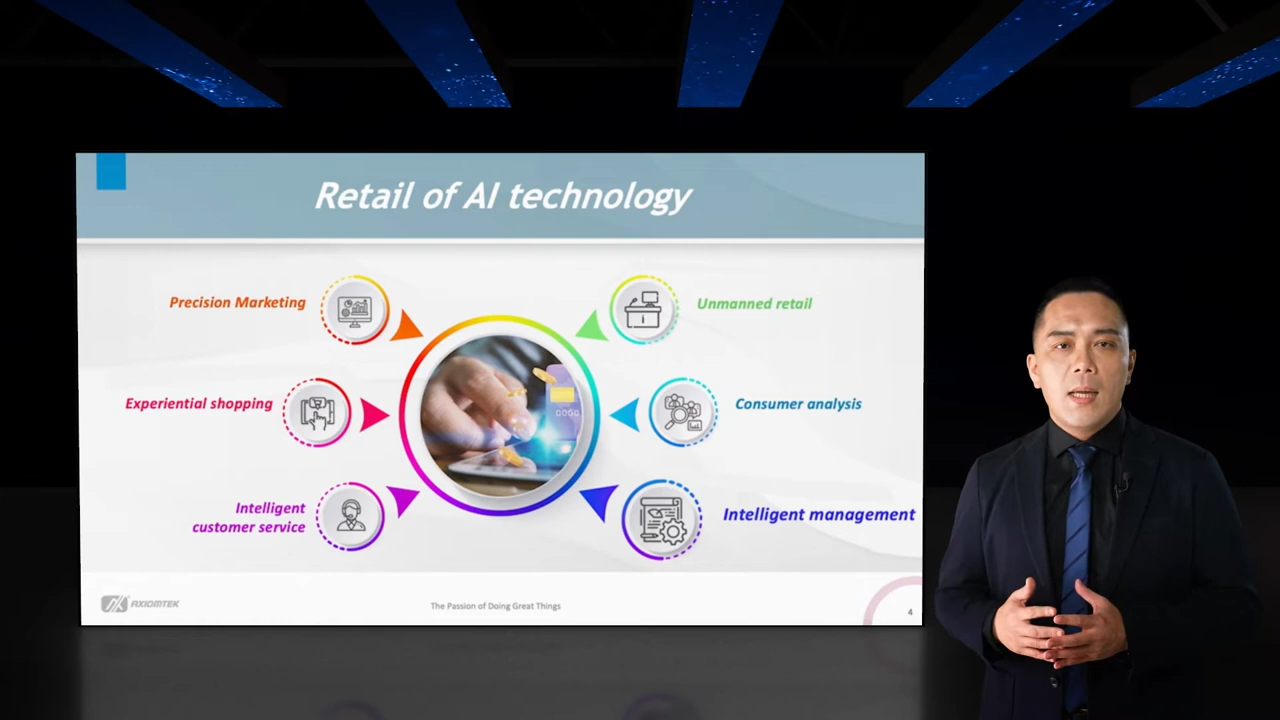 Retail of AI technology
Precision Marketing
Unmanned retail
Experiential shopping
Consumer analysis
Intelligent
customer service
Intelligent management
AXIOMTEK
The Passion of Doing Great Things
4